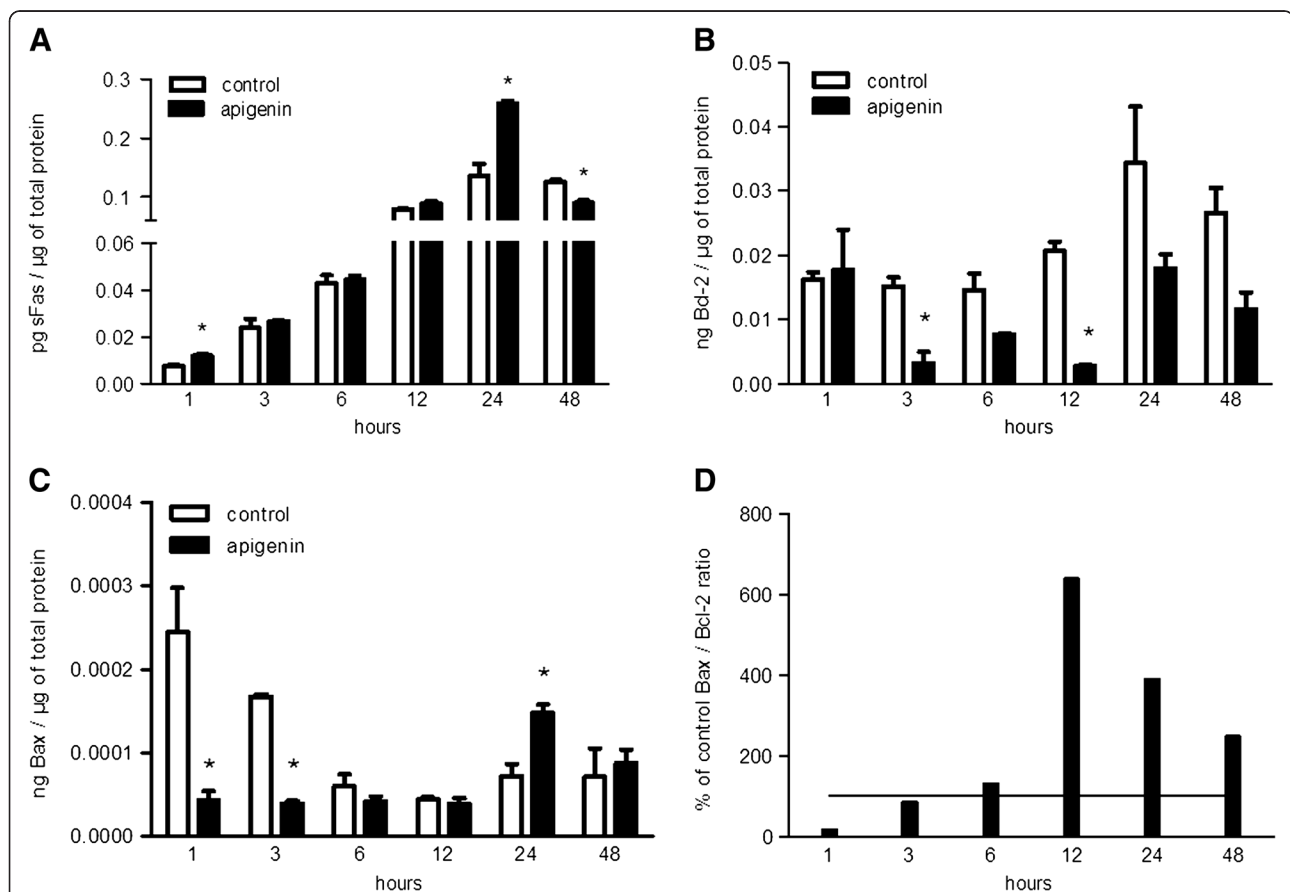 A
control
apigenin
pg sFas / µg of total protein
0.3
0.2
0.1
0.06
0.04
0.02
0.00
*
*
*
1 3 6 12 24 48
hours
B
control
apigenin
ng Bd-2 / µg of total protein
0.05
0.04
0.03
0.02
0.01
0.00
*
*
1 3 6 12 24 48
hours
C
control
apigenin
ng Bax / µg of total protein
0.0004
0.0003
0.0002
0.0001
0.0000
*
*
*
1 3 6 12 24 48
hours
D
% of control Bax / Bcl-2 ratio
800
600
400
200
0
1 3 6 12 24 48
hours